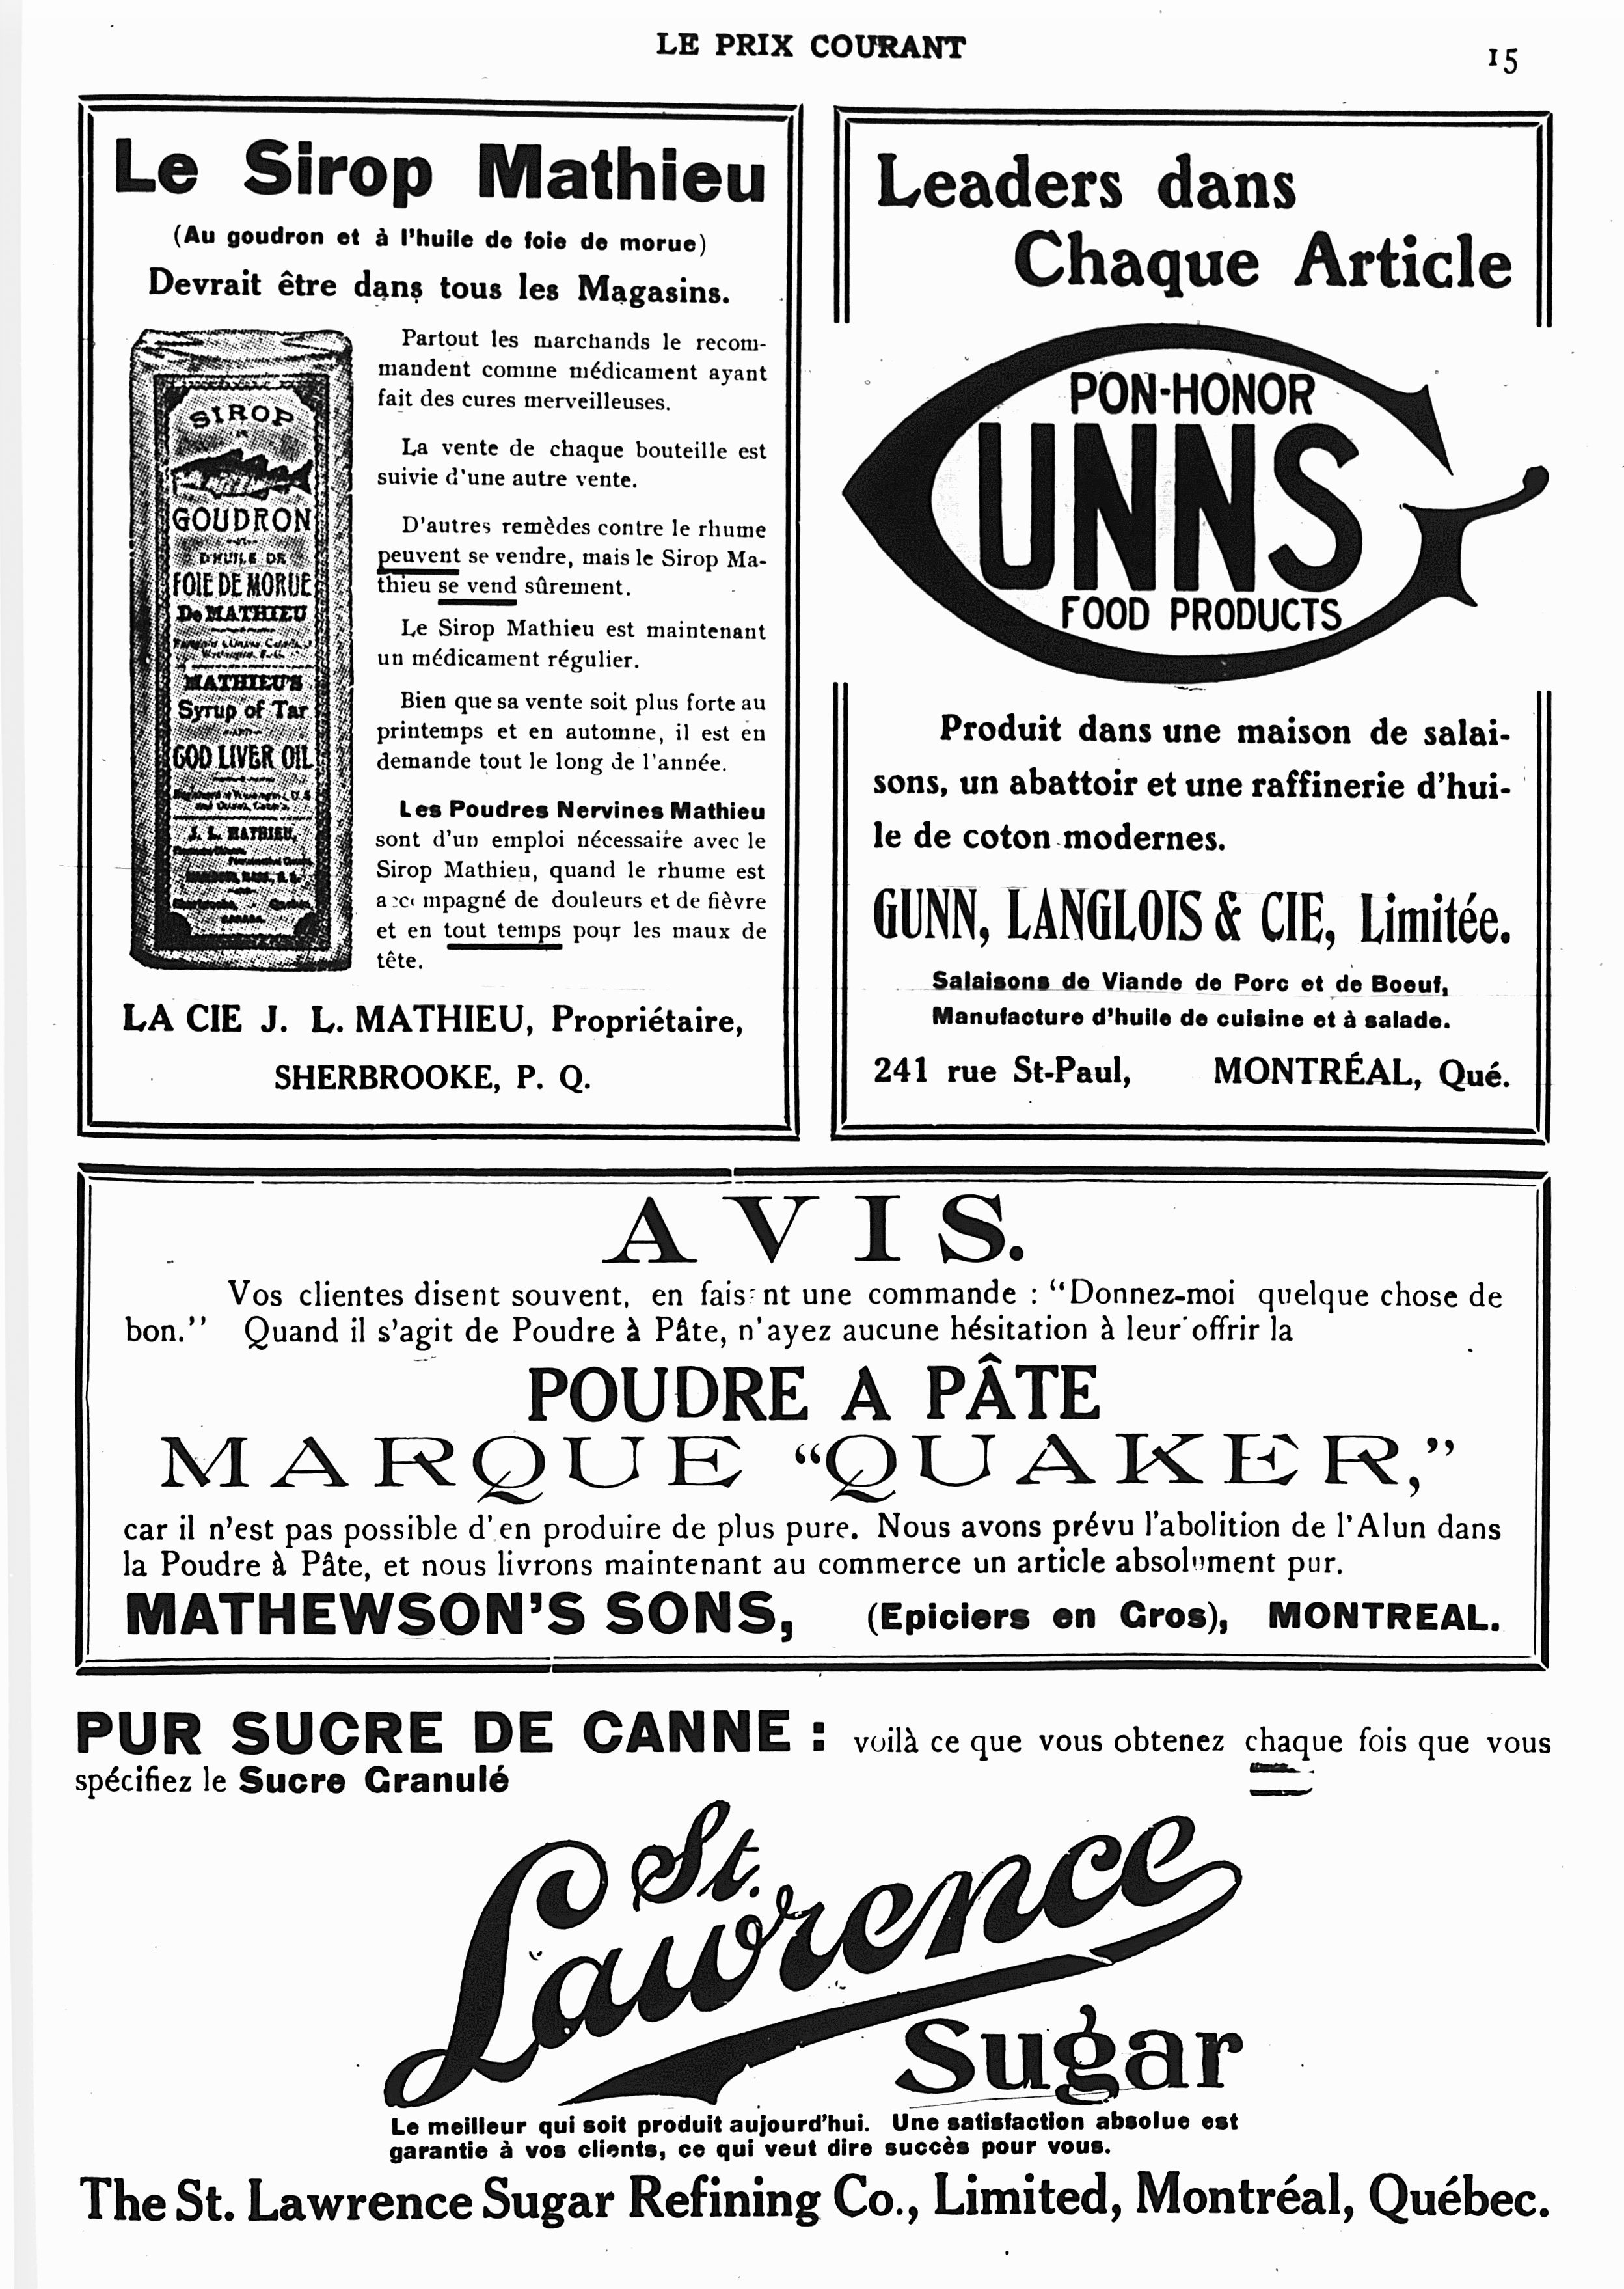 LE PRIX COURANT
15
Le Sirop Mathieu
(Au goudron et à l'huile de foie de morue)
Devrait être dans tous les Magasins.
SIROP
GOUDRON
D'HUILE DE
FOIE DE MORUE
De MATHIEU
MATHIEU'S
Syrup of Tar
AND
COD LIVER OIL
J. L. MATHIEU,
Partout les marchands le recom-
mandent comme médicament ayant
fait des cures merveilleuses.
La vente de chaque bouteille est
suivie d'une autre vente.
D'autres remèdes contre le rhume
peuvent se vendre, mais le Sirop Ma-
thieu se vend sûrement.
Le Sirop Mathieu est maintenant
un médicament régulier.
Bien que sa vente soit plus forte au
printemps et en automne, il est en
demande tout le long de l'année.
Les Poudres Nervines Mathieu
sont d'un emploi nécessaire avec le
Sirop Mathieu, quand le rhume est
accompagné de douleurs et de fièvre
et en tout temps pour les maux de
tête.
LA CIE J. L. MATHIEU, Propriétaire,
SHERBROOKE, P. Q.
Leaders dans
Chaque Article
PON-HONOR
GUNNS
FOOD PRODUCTS
Produit dans une maison de salai-
sons, un abattoir et une raffinerie d'hui-
le de coton modernes.
GUNN, LANGLOIS & CIE, Limitée.
Salaisons de Viande de Porc et de Boeuf,
Manufacture d'huile de cuisine et à salade.
241 rue St-Paul, MONTRÉAL, Qué.
AVIS.
Vos clientes disent souvent, en faisant une commande : "Donnez-moi quelque chose de
bon." Quand il s'agit de Poudre à Pâte, n'ayez aucune hésitation à leur offrir la
POUDRE A PÂTE
MARQUE "QUAKER,"
car il n'est pas possible d'en produire de plus pure. Nous avons prévu l'abolition de l'Alun dans
la Poudre à Pâte, et nous livrons maintenant au commerce un article absolument pur.
MATHEWSON'S SONS, (Epiciers en Gros), MONTREAL.
PUR SUCRE DE CANNE : voilà ce que vous obtenez chaque fois que vous
spécifiez le Sucre Granulé
St.
Lawrence
Sugar
Le meilleur qui soit produit aujourd'hui. Une satisfaction absolue est
garantie à vos clients, ce qui veut dire succès pour vous.
The St. Lawrence Sugar Refining Co., Limited, Montréal, Québec.